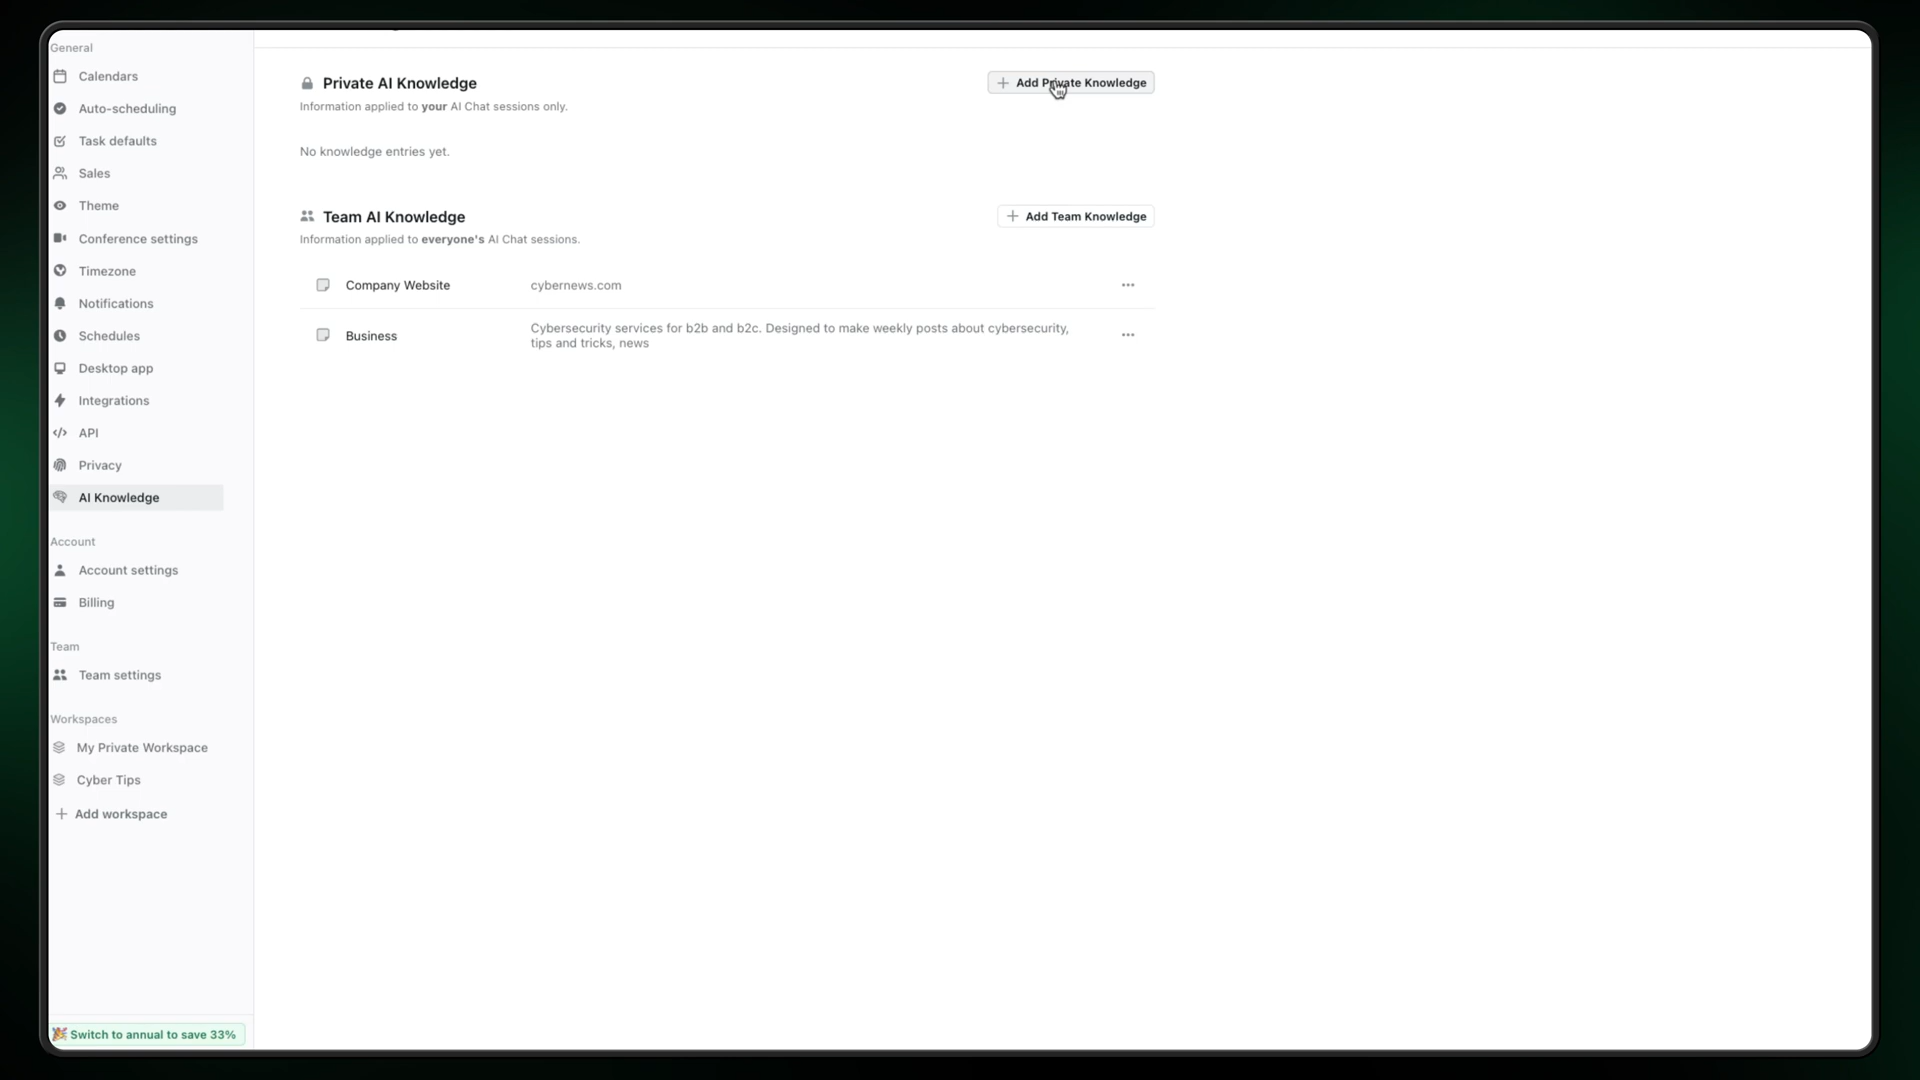 General
Calendars
Auto-scheduling
Task defaults
Sales
Theme
Conference settings
Timezone
Notifications
Schedules
Desktop app
Integrations
API
Privacy
AI Knowledge
Account
Account settings
Billing
Team
Team settings
Workspaces
My Private Workspace
Cyber Tips
Add workspace
Switch to annual to save 33%
Private AI Knowledge
Add Private Knowledge
Information applied to your AI Chat sessions only.
No knowledge entries yet.
Team AI Knowledge
Add Team Knowledge
Information applied to everyone's AI Chat sessions.
Company Website
cybernews.com
Business
Cybersecurity services for b2b and b2c. Designed to make weekly posts about cybersecurity,
tips and tricks, news